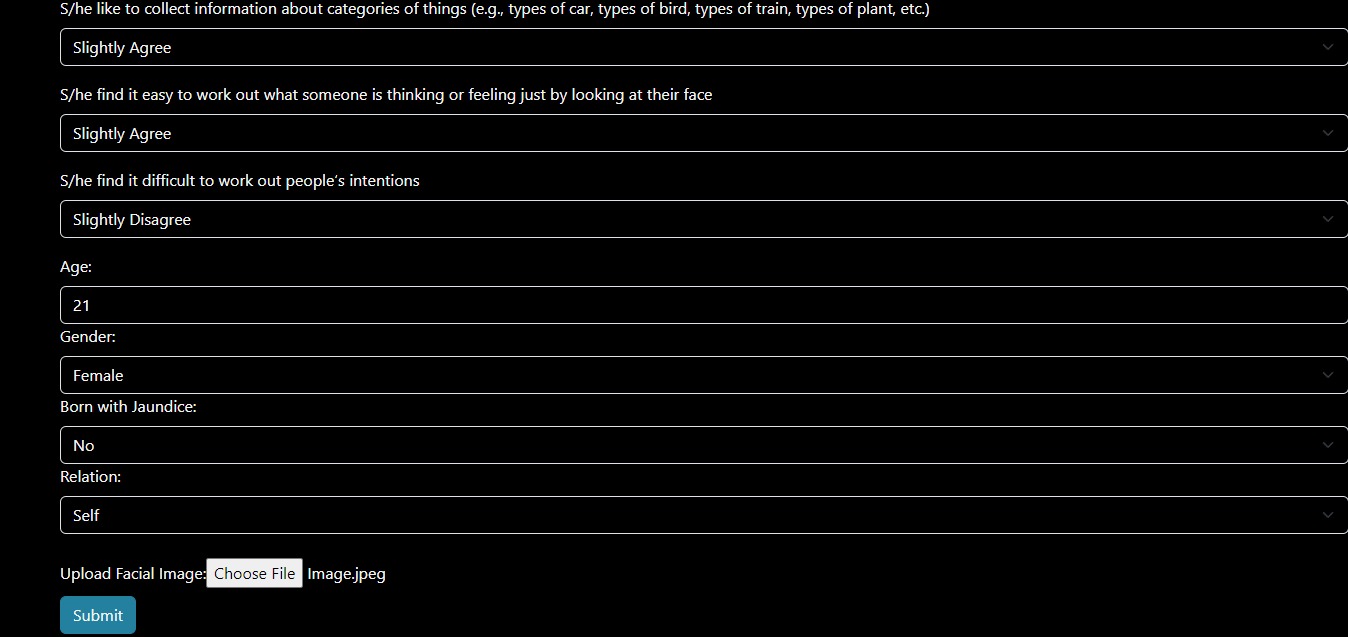 S/he like to collect information about categories of things (e.g., types of car, types of bird, types of train, types of plant, etc.)
Slightly Agree
S/he find it easy to work out what someone is thinking or feeling just by looking at their face
Slightly Agree
S/he find it difficult to work out people's intentions
Slightly Disagree
Age:
21
Gender:
Female
Born with Jaundice:
No
Relation:
Self
Upload Facial Image: Choose File Image.jpeg
Submit